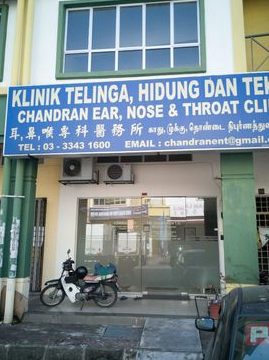 KLINIK TELINGA, HIDUNG DAN TEK
CHANDRAN EAR, NOSE & THROAT CLI
耳,鼻,喉專科醫務所 காது,மூக்கு,தொண்டை
TEL : 03 - 3343 1600 EMAIL : chandranent@gmail.c